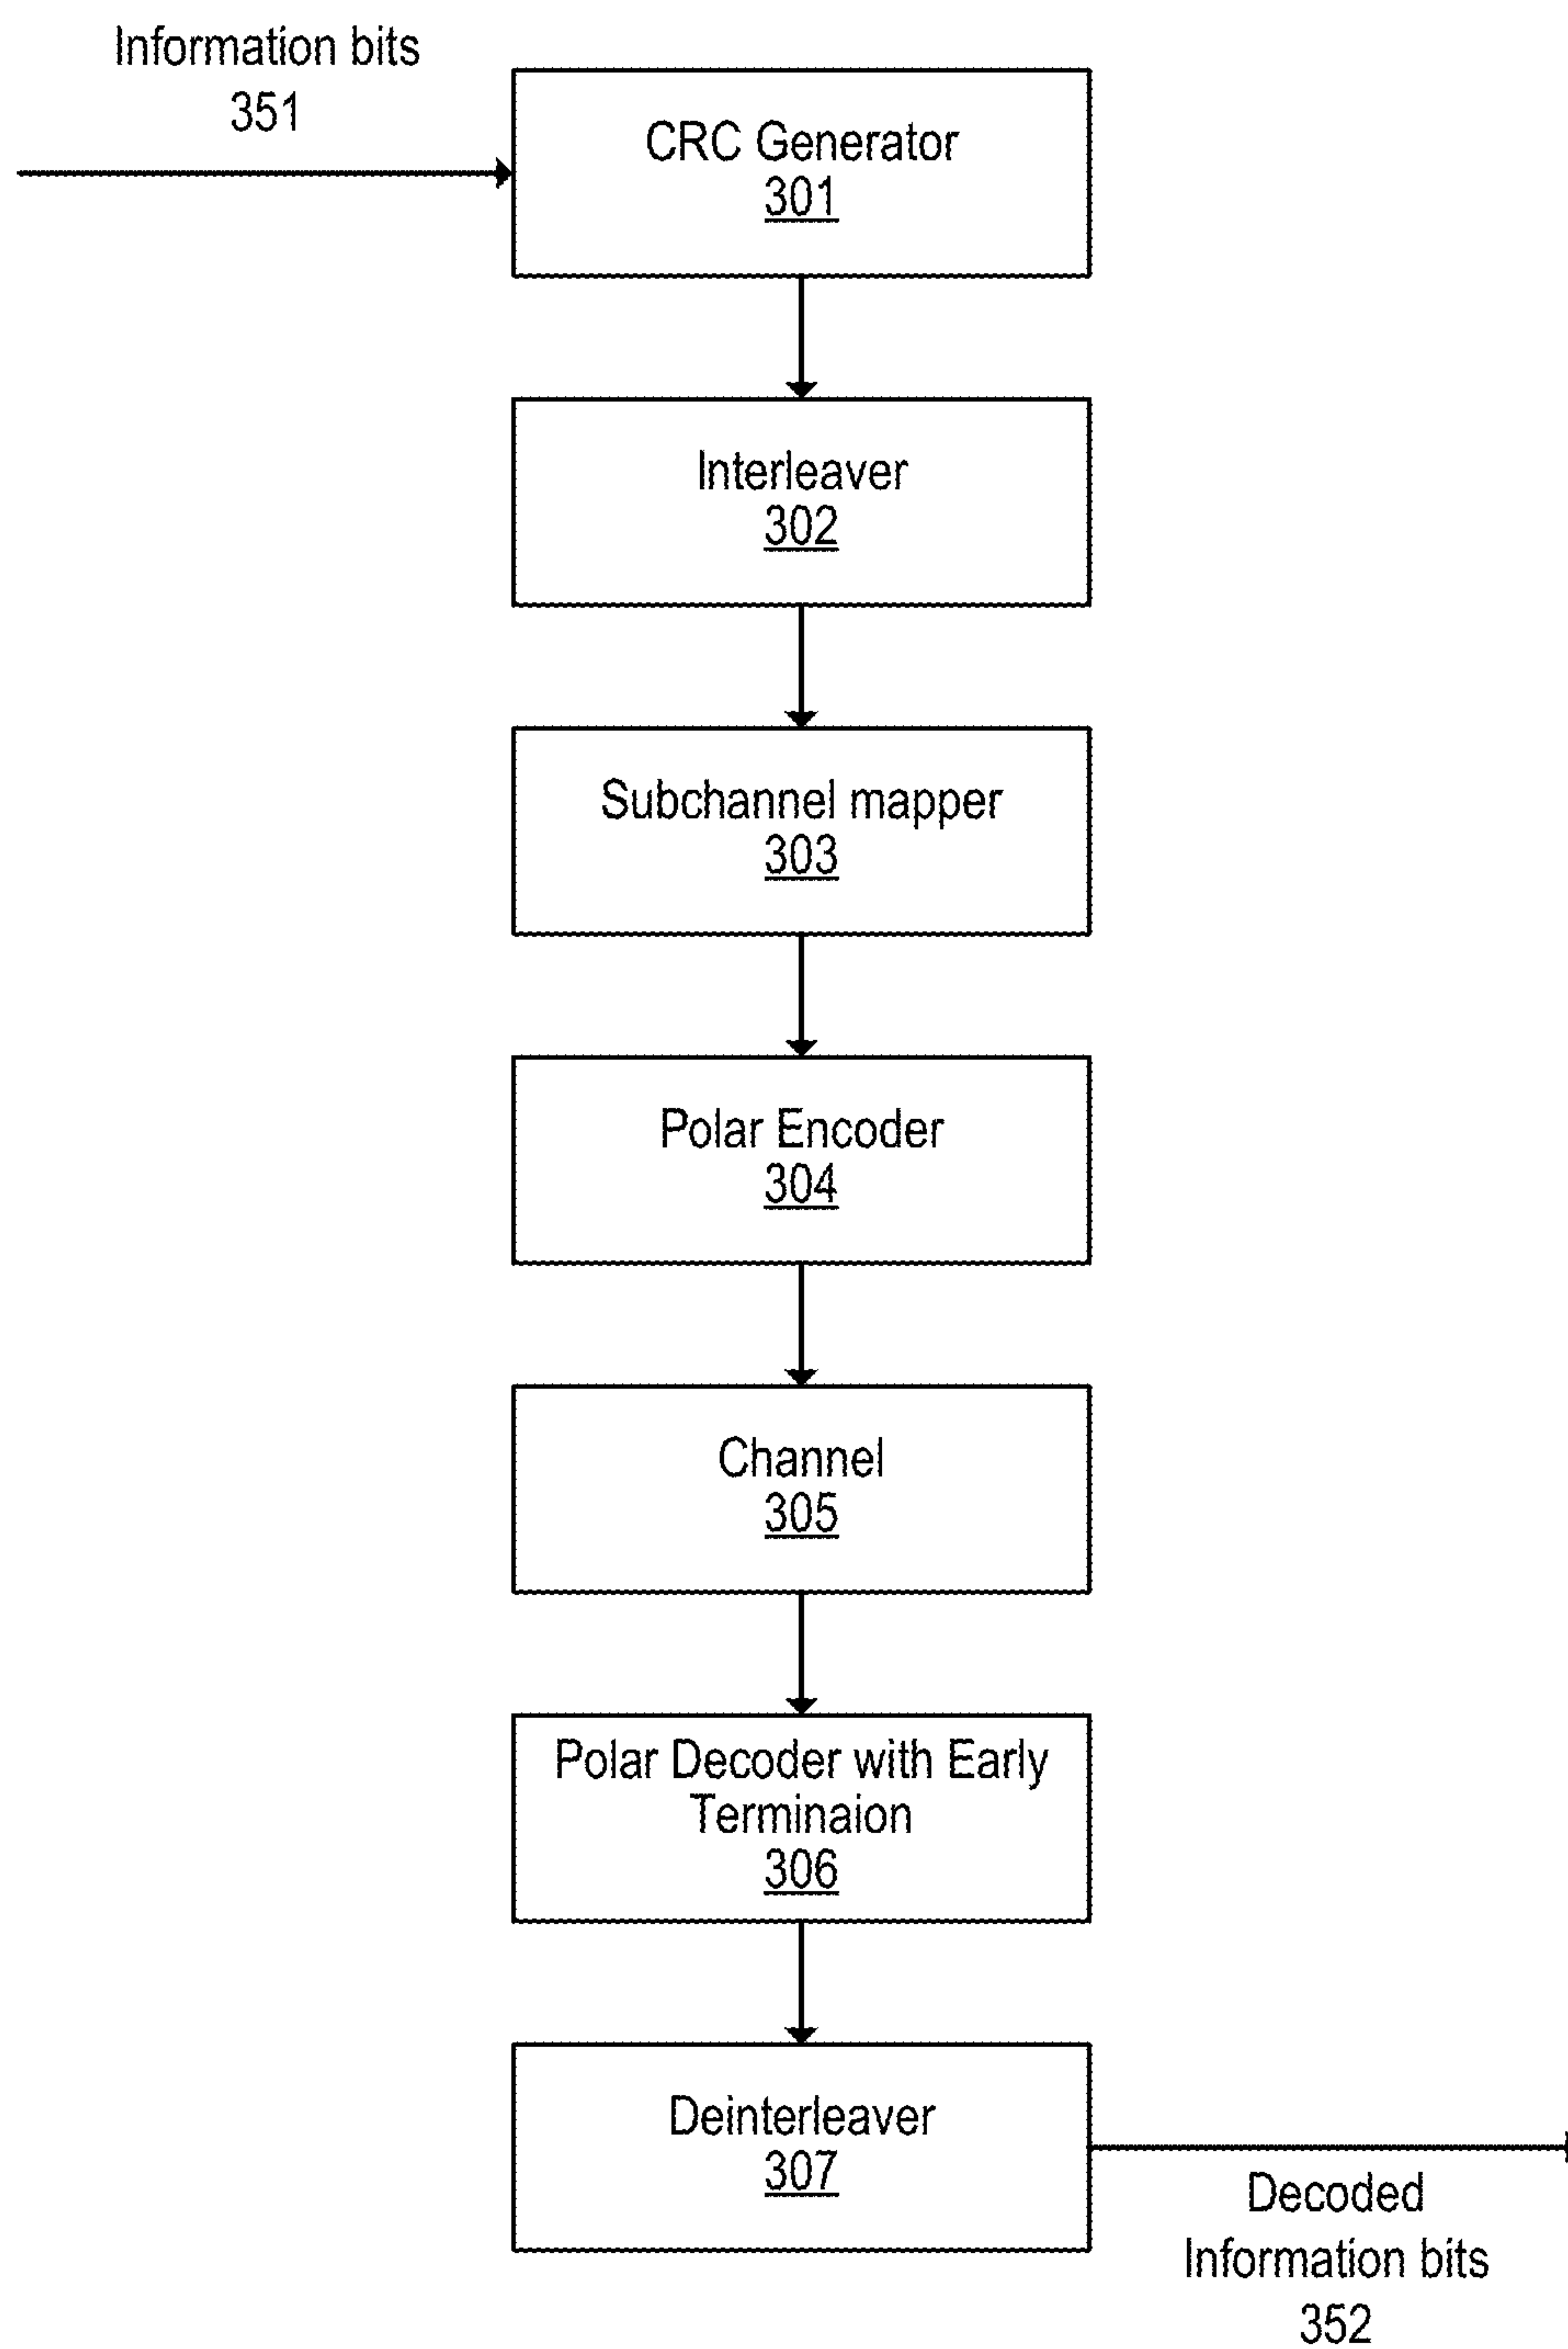 Information bits
351
CRC Generator
301
Interleaver
302
Subchannel mapper
303
Polar Encoder
304
Channel
305
Polar Decoder with Early
Terminaion
306
Deinterleaver
307
Decoded
Information bits
352